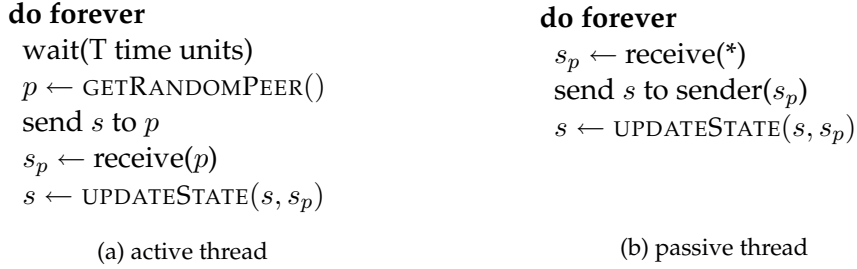 do forever
wait(T time units)
p ← GETRANDOMPEER()
send s to p
s_p ← receive(p)
s ← UPDATESTATE(s, s_p)
(a) active thread
do forever
s_p ← receive(*)
send s to sender(s_p)
s ← UPDATESTATE(s, s_p)
(b) passive thread